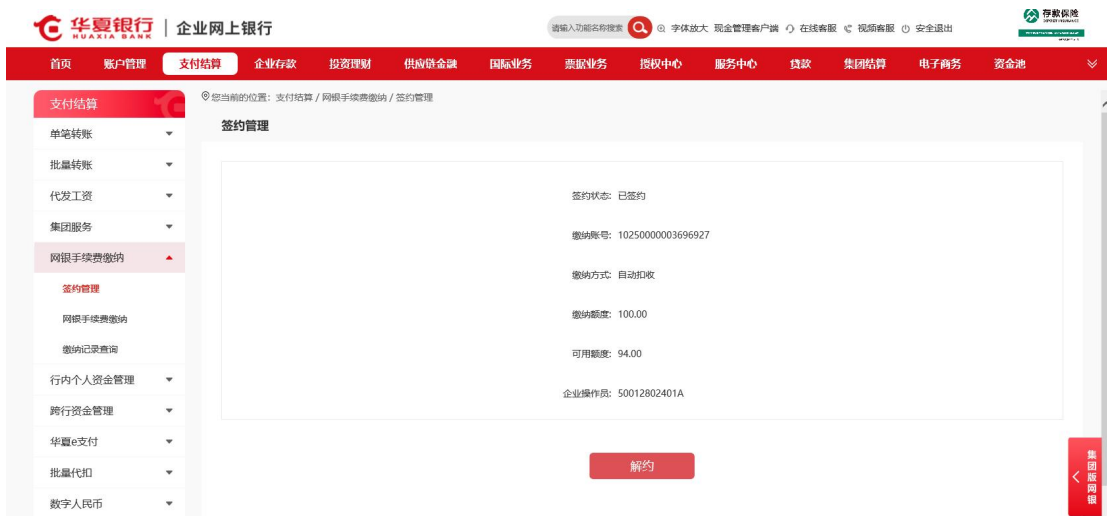 华夏银行
HUAXIA BANK
企业网上银行
请输入功能名称搜索
字体放大 现金管理客户端 在线客服 视频客服 安全退出
存款保险
首页 账户管理 支付结算 企业存款 投资理财 供应链金融 国际业务 票据业务 授权中心 服务中心 贷款 集团结算 电子商务 资金池
支付结算
您当前的位置：支付结算 / 网银手续费缴纳 / 签约管理
单笔转账
签约管理
批量转账
代发工资
签约状态: 已签约
集团服务
缴纳账号: 10250000003696927
网银手续费缴纳
缴纳方式: 自动扣收
签约管理
网银手续费缴纳
缴纳额度: 100.00
缴纳记录查询
可用额度: 94.00
行内个人资金管理
企业操作员: 50012802401A
跨行资金管理
华夏e支付
批量代扣
解约
数字人民币
集团版网银